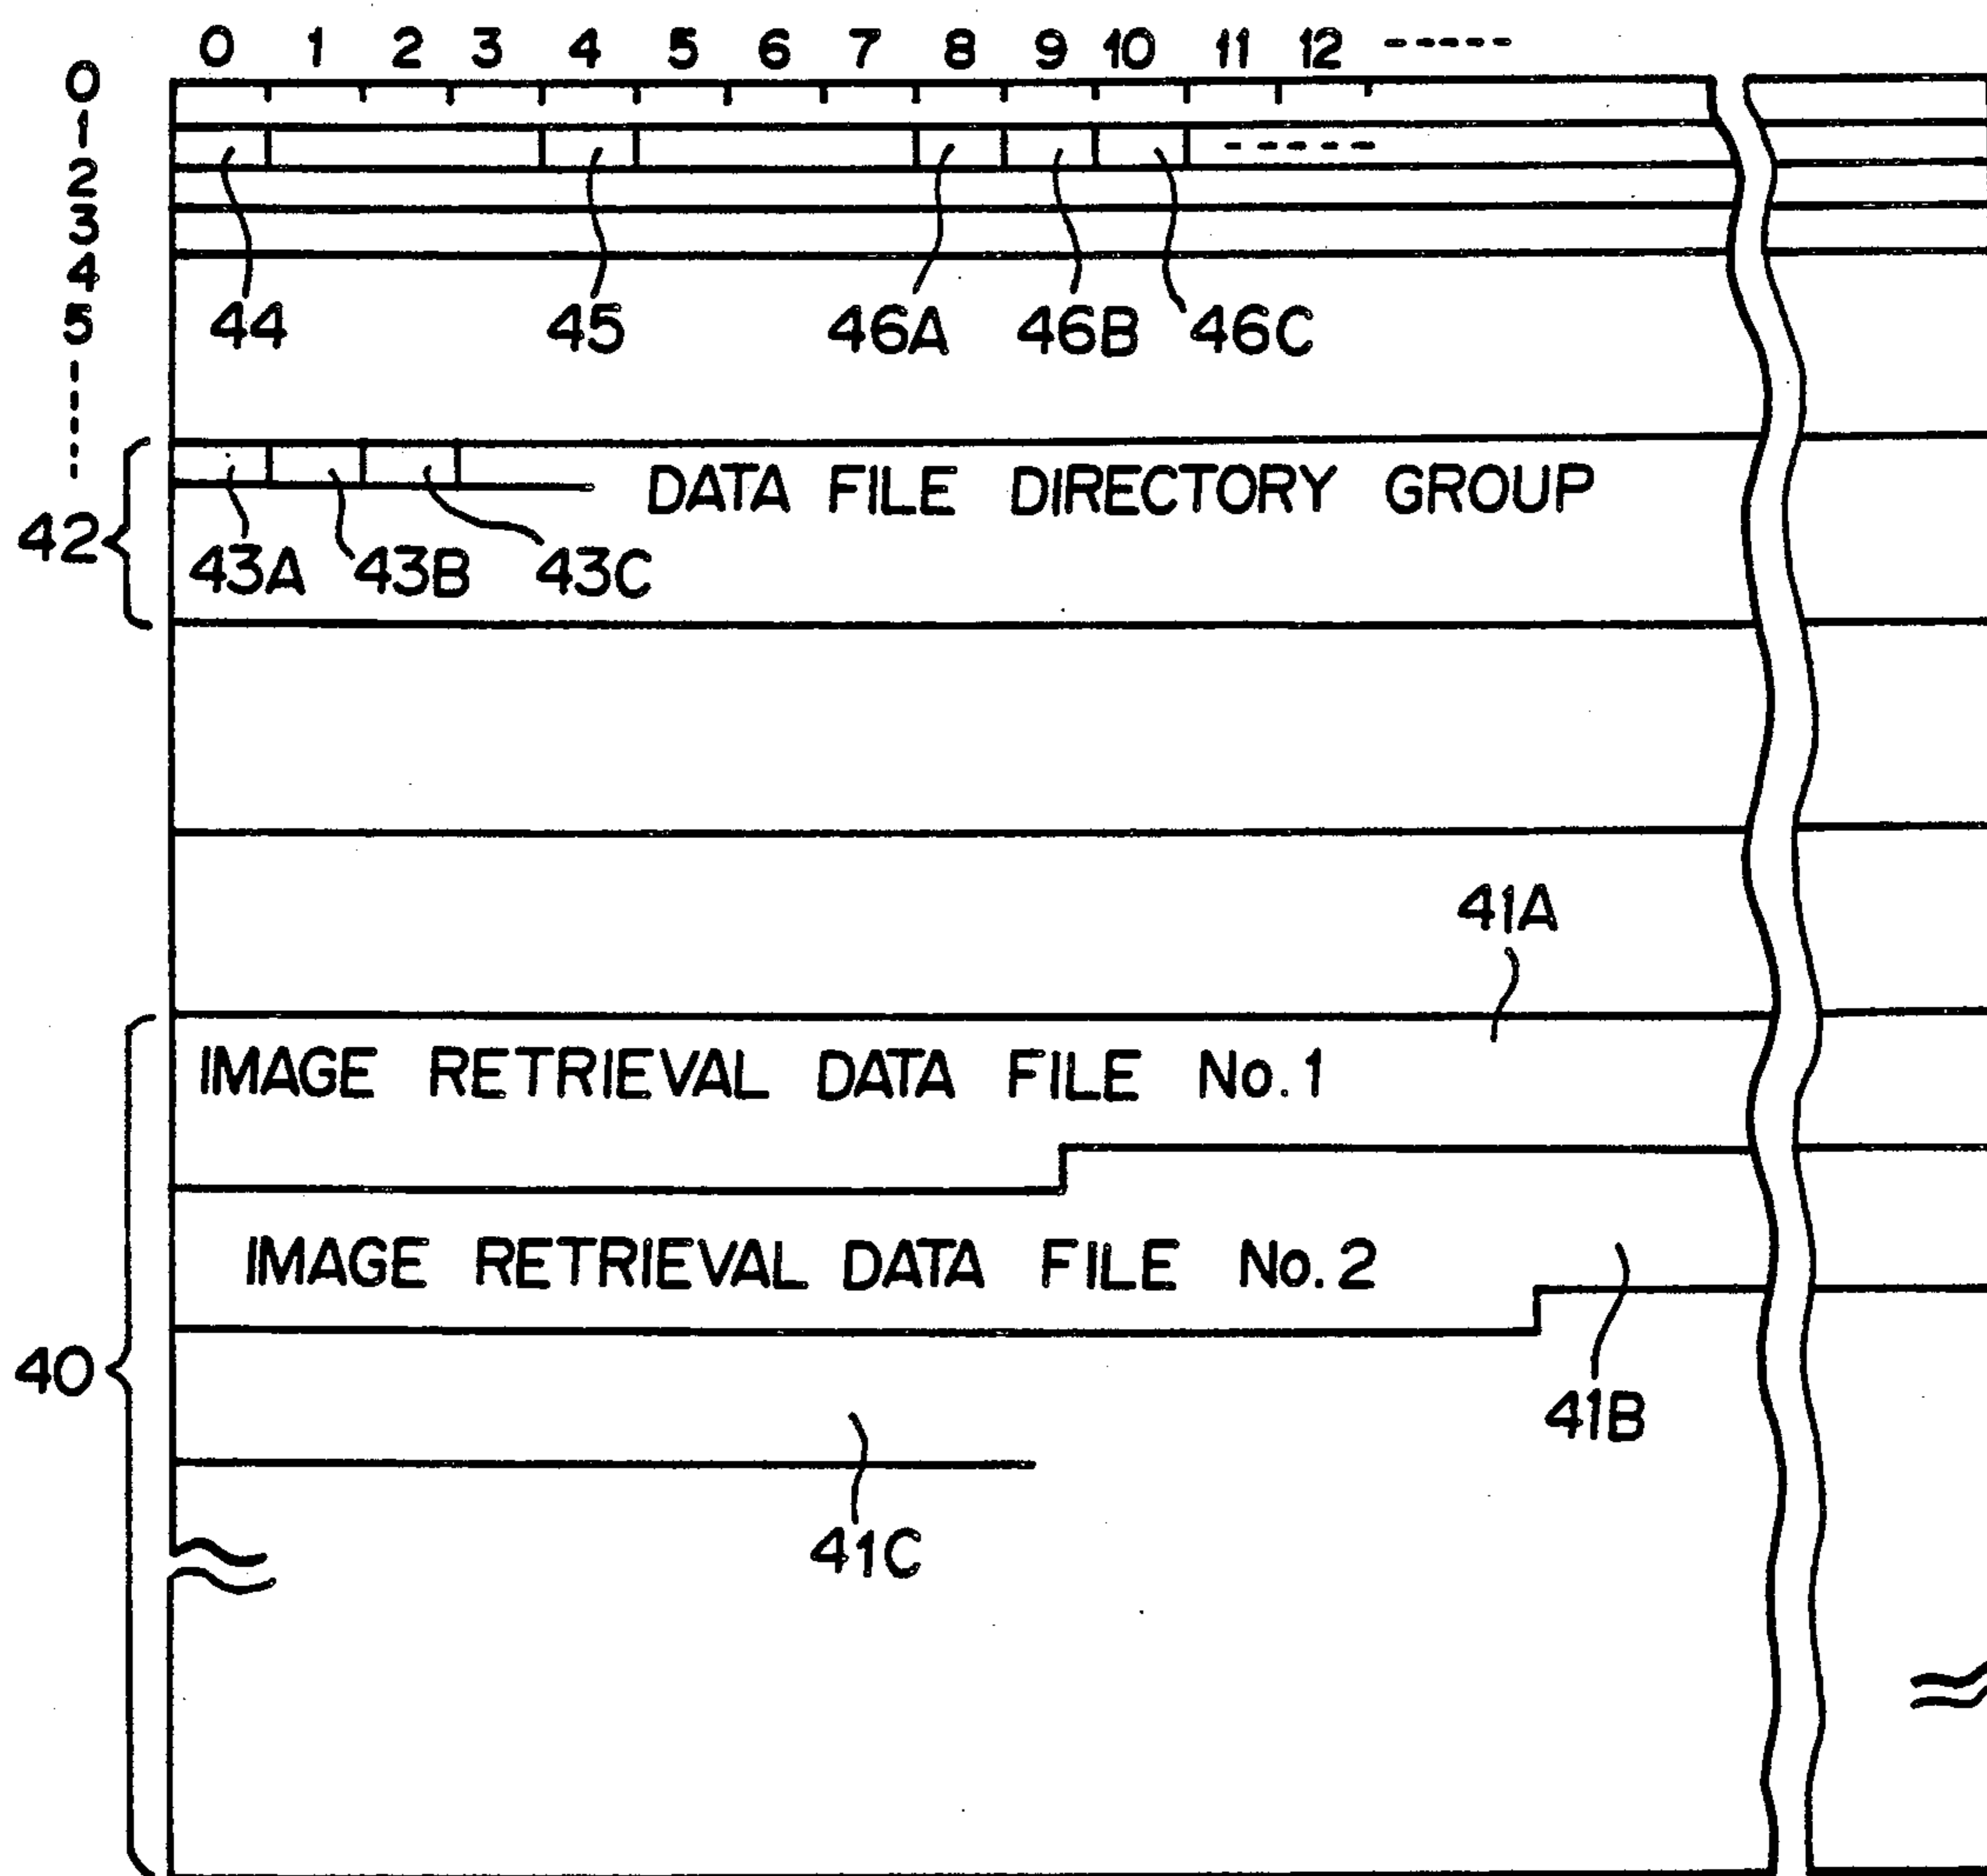 0 1 2 3 4 5 6 7 8 9 10 11 12 -----
0
1
-----
2
3
4
5
44 45 46A 46B 46C
DATA FILE DIRECTORY GROUP
42
43A 43B 43C
41A
IMAGE RETRIEVAL DATA FILE No.1
IMAGE RETRIEVAL DATA FILE No.2
40
41B
41C